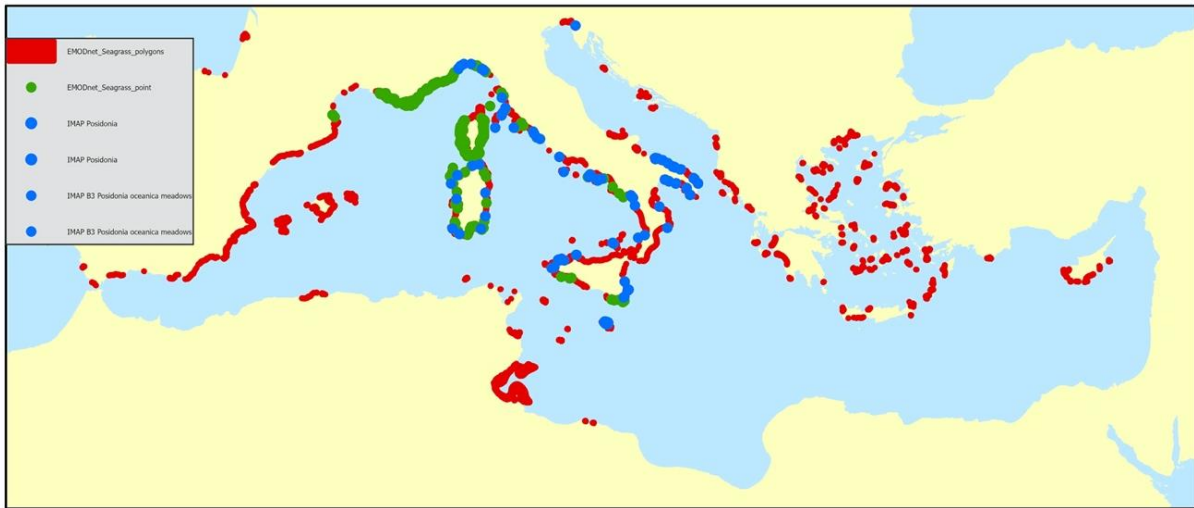 EMODnet_Seagrass_polygons
EMODnet_Seagrass_point
IMAP Posidonia
IMAP Posidonia
IMAP B3 Posidonia oceanica meadows
IMAP B3 Posidonia oceanica meadows